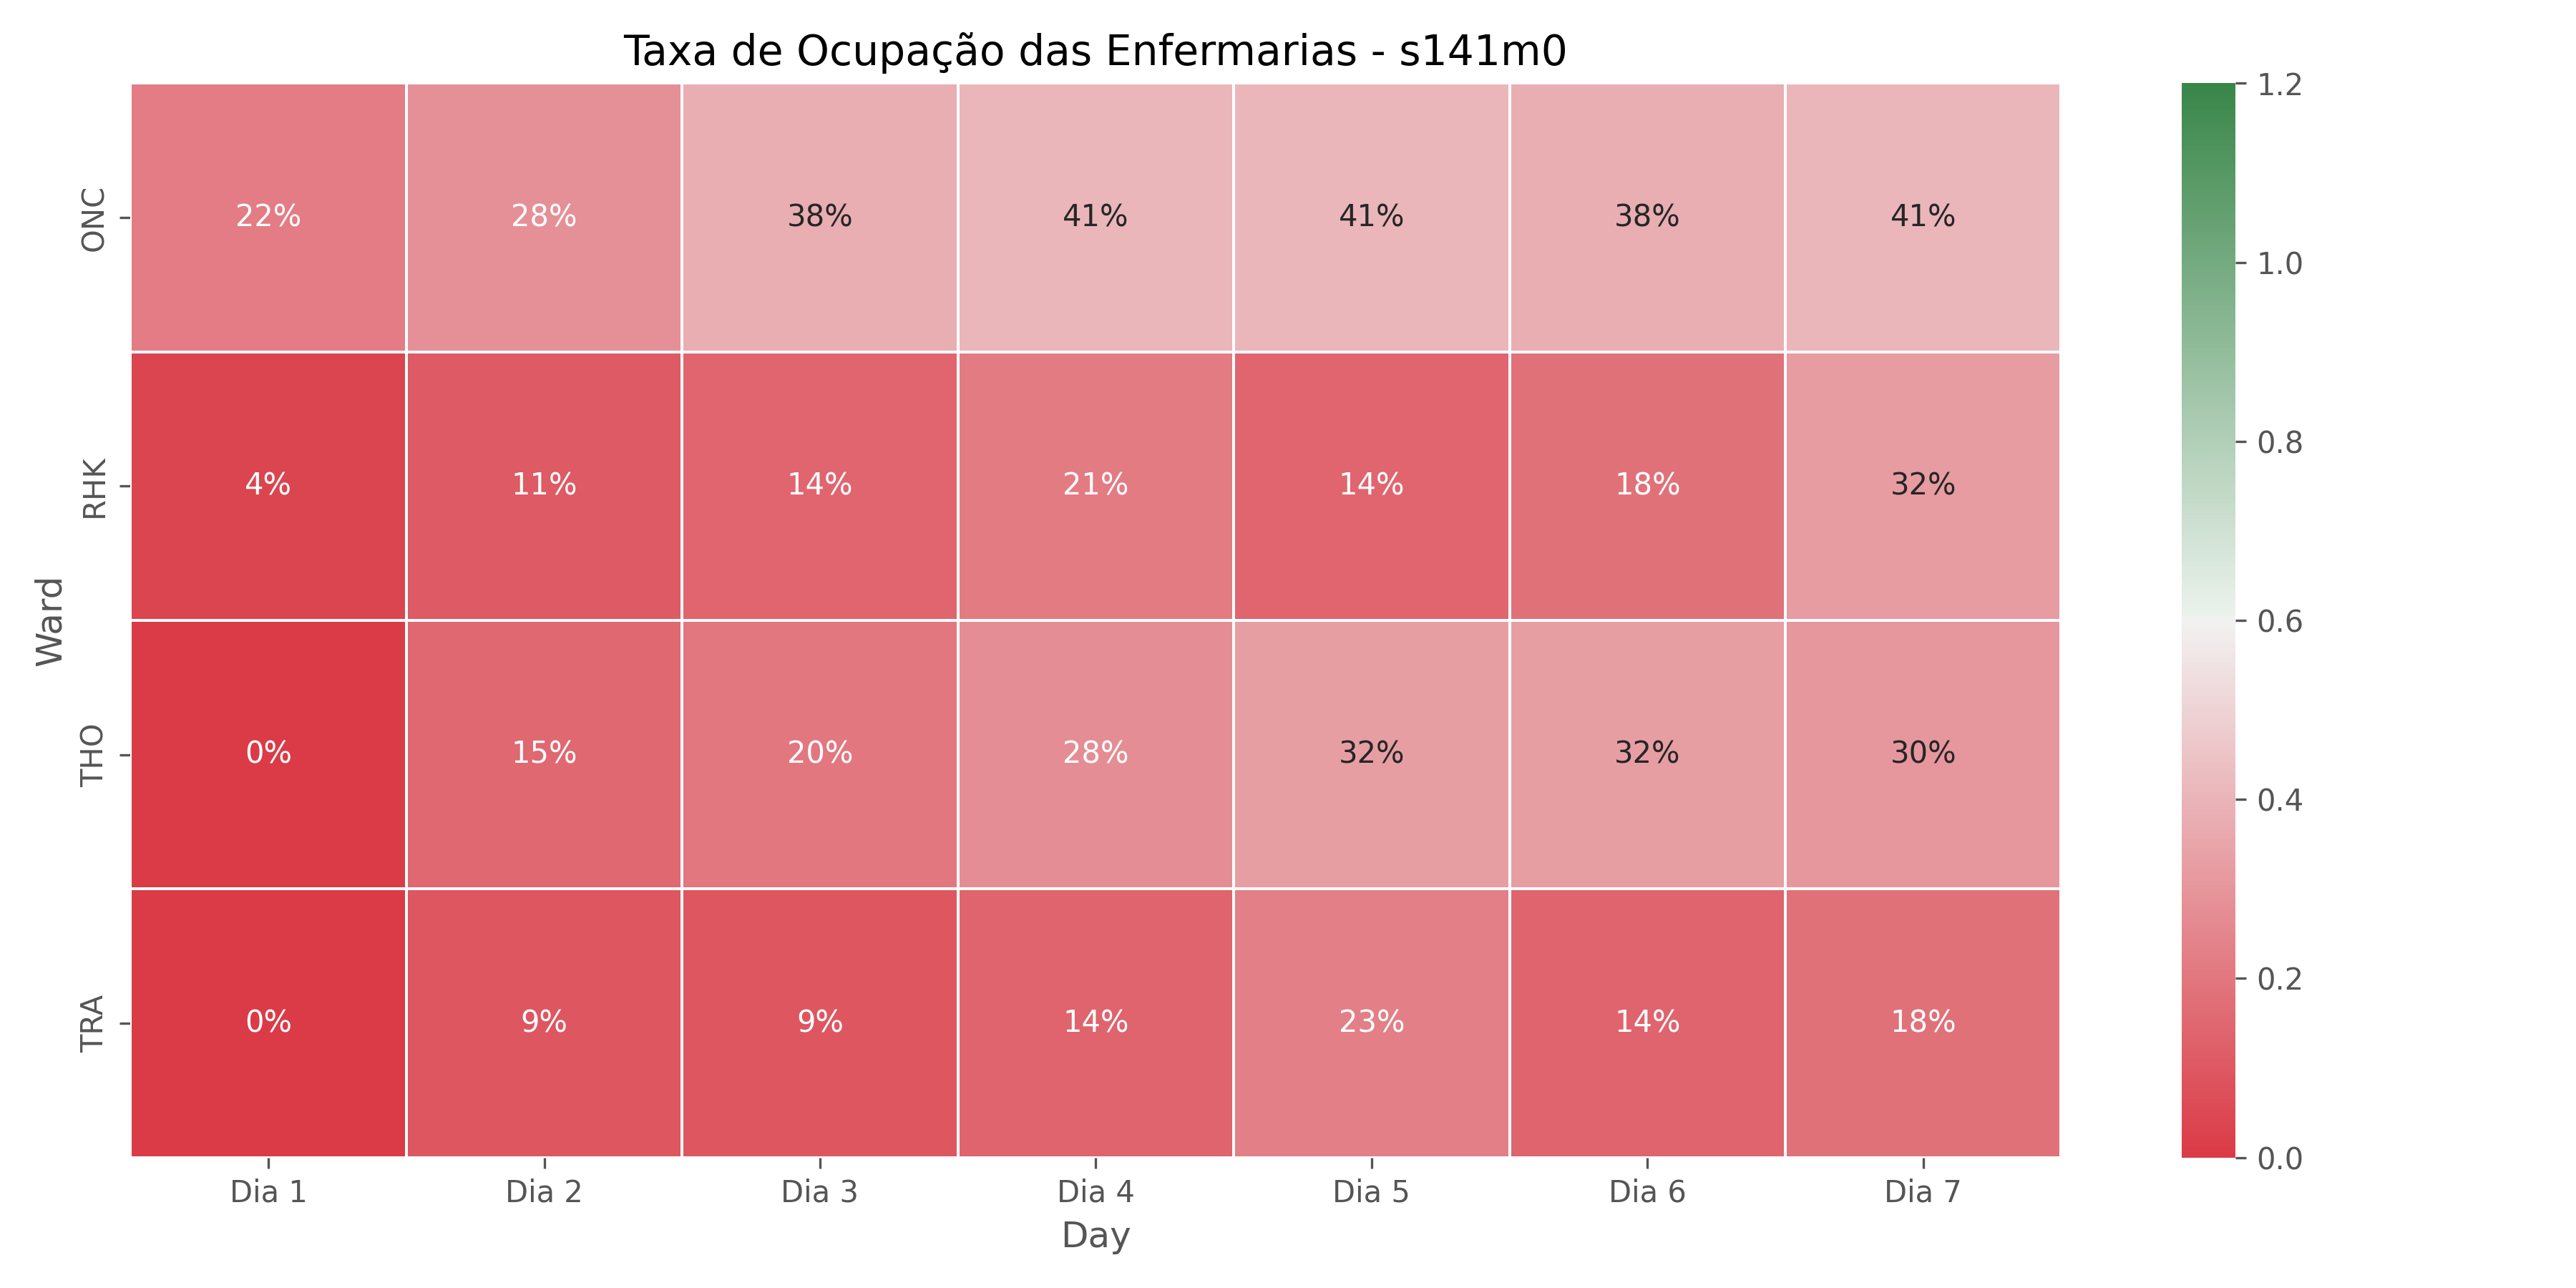 Taxa de Ocupação das Enfermarias - s141m0
ONC
22% 28% 38% 41% 41% 38% 41%
RHK
4% 11% 14% 21% 14% 18% 32%
THO
0% 15% 20% 28% 32% 32% 30%
TRA
0% 9% 9% 14% 23% 14% 18%
Ward
Dia 1 Dia 2 Dia 3 Dia 4 Dia 5 Dia 6 Dia 7
Day
1.2
1.0
0.8
0.6
0.4
0.2
0.0